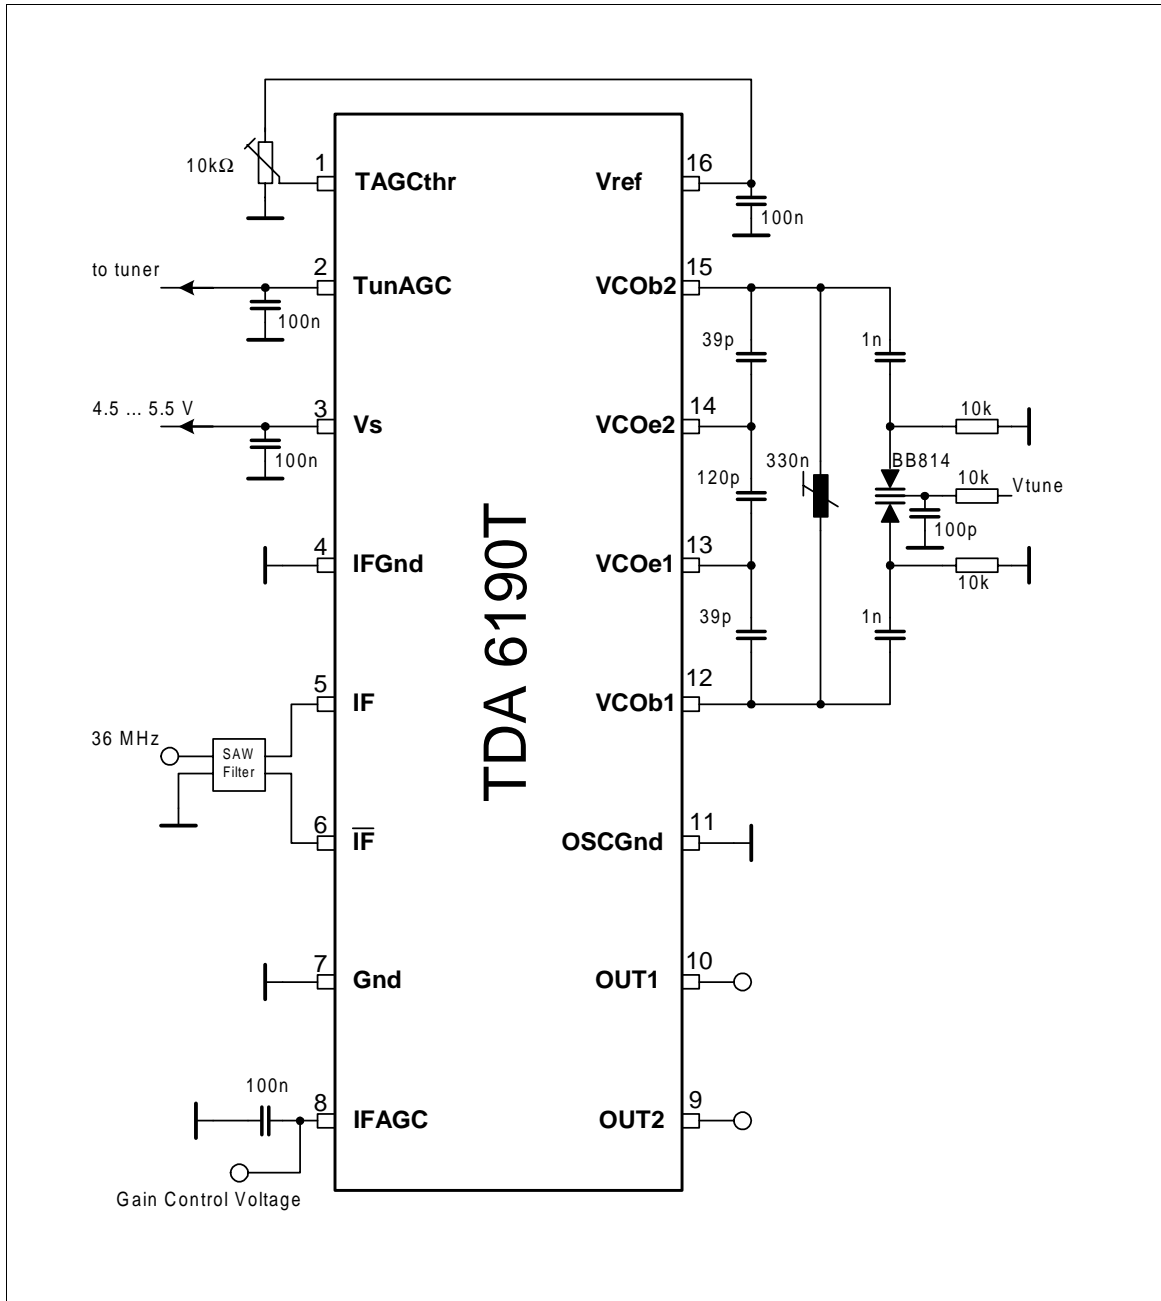 10kΩ
1
TAGCthr
Vref
16
100n
to tuner
2
TunAGC
VCOb2
15
100n
39p
1n
4.5 ... 5.5 V
3
Vs
VCOe2
14
100n
10k
BB814
330n
120p
10k
Vtune
100p
4
IFGnd
VCOe1
13
10k
39p
1n
TDA 6190T
5
IF
VCOb1
12
36 MHz
SAW
Filter
6
I̅F̅
OSCGnd
11
7
Gnd
OUT1
10
100n
8
IFAGC
OUT2
9
Gain Control Voltage